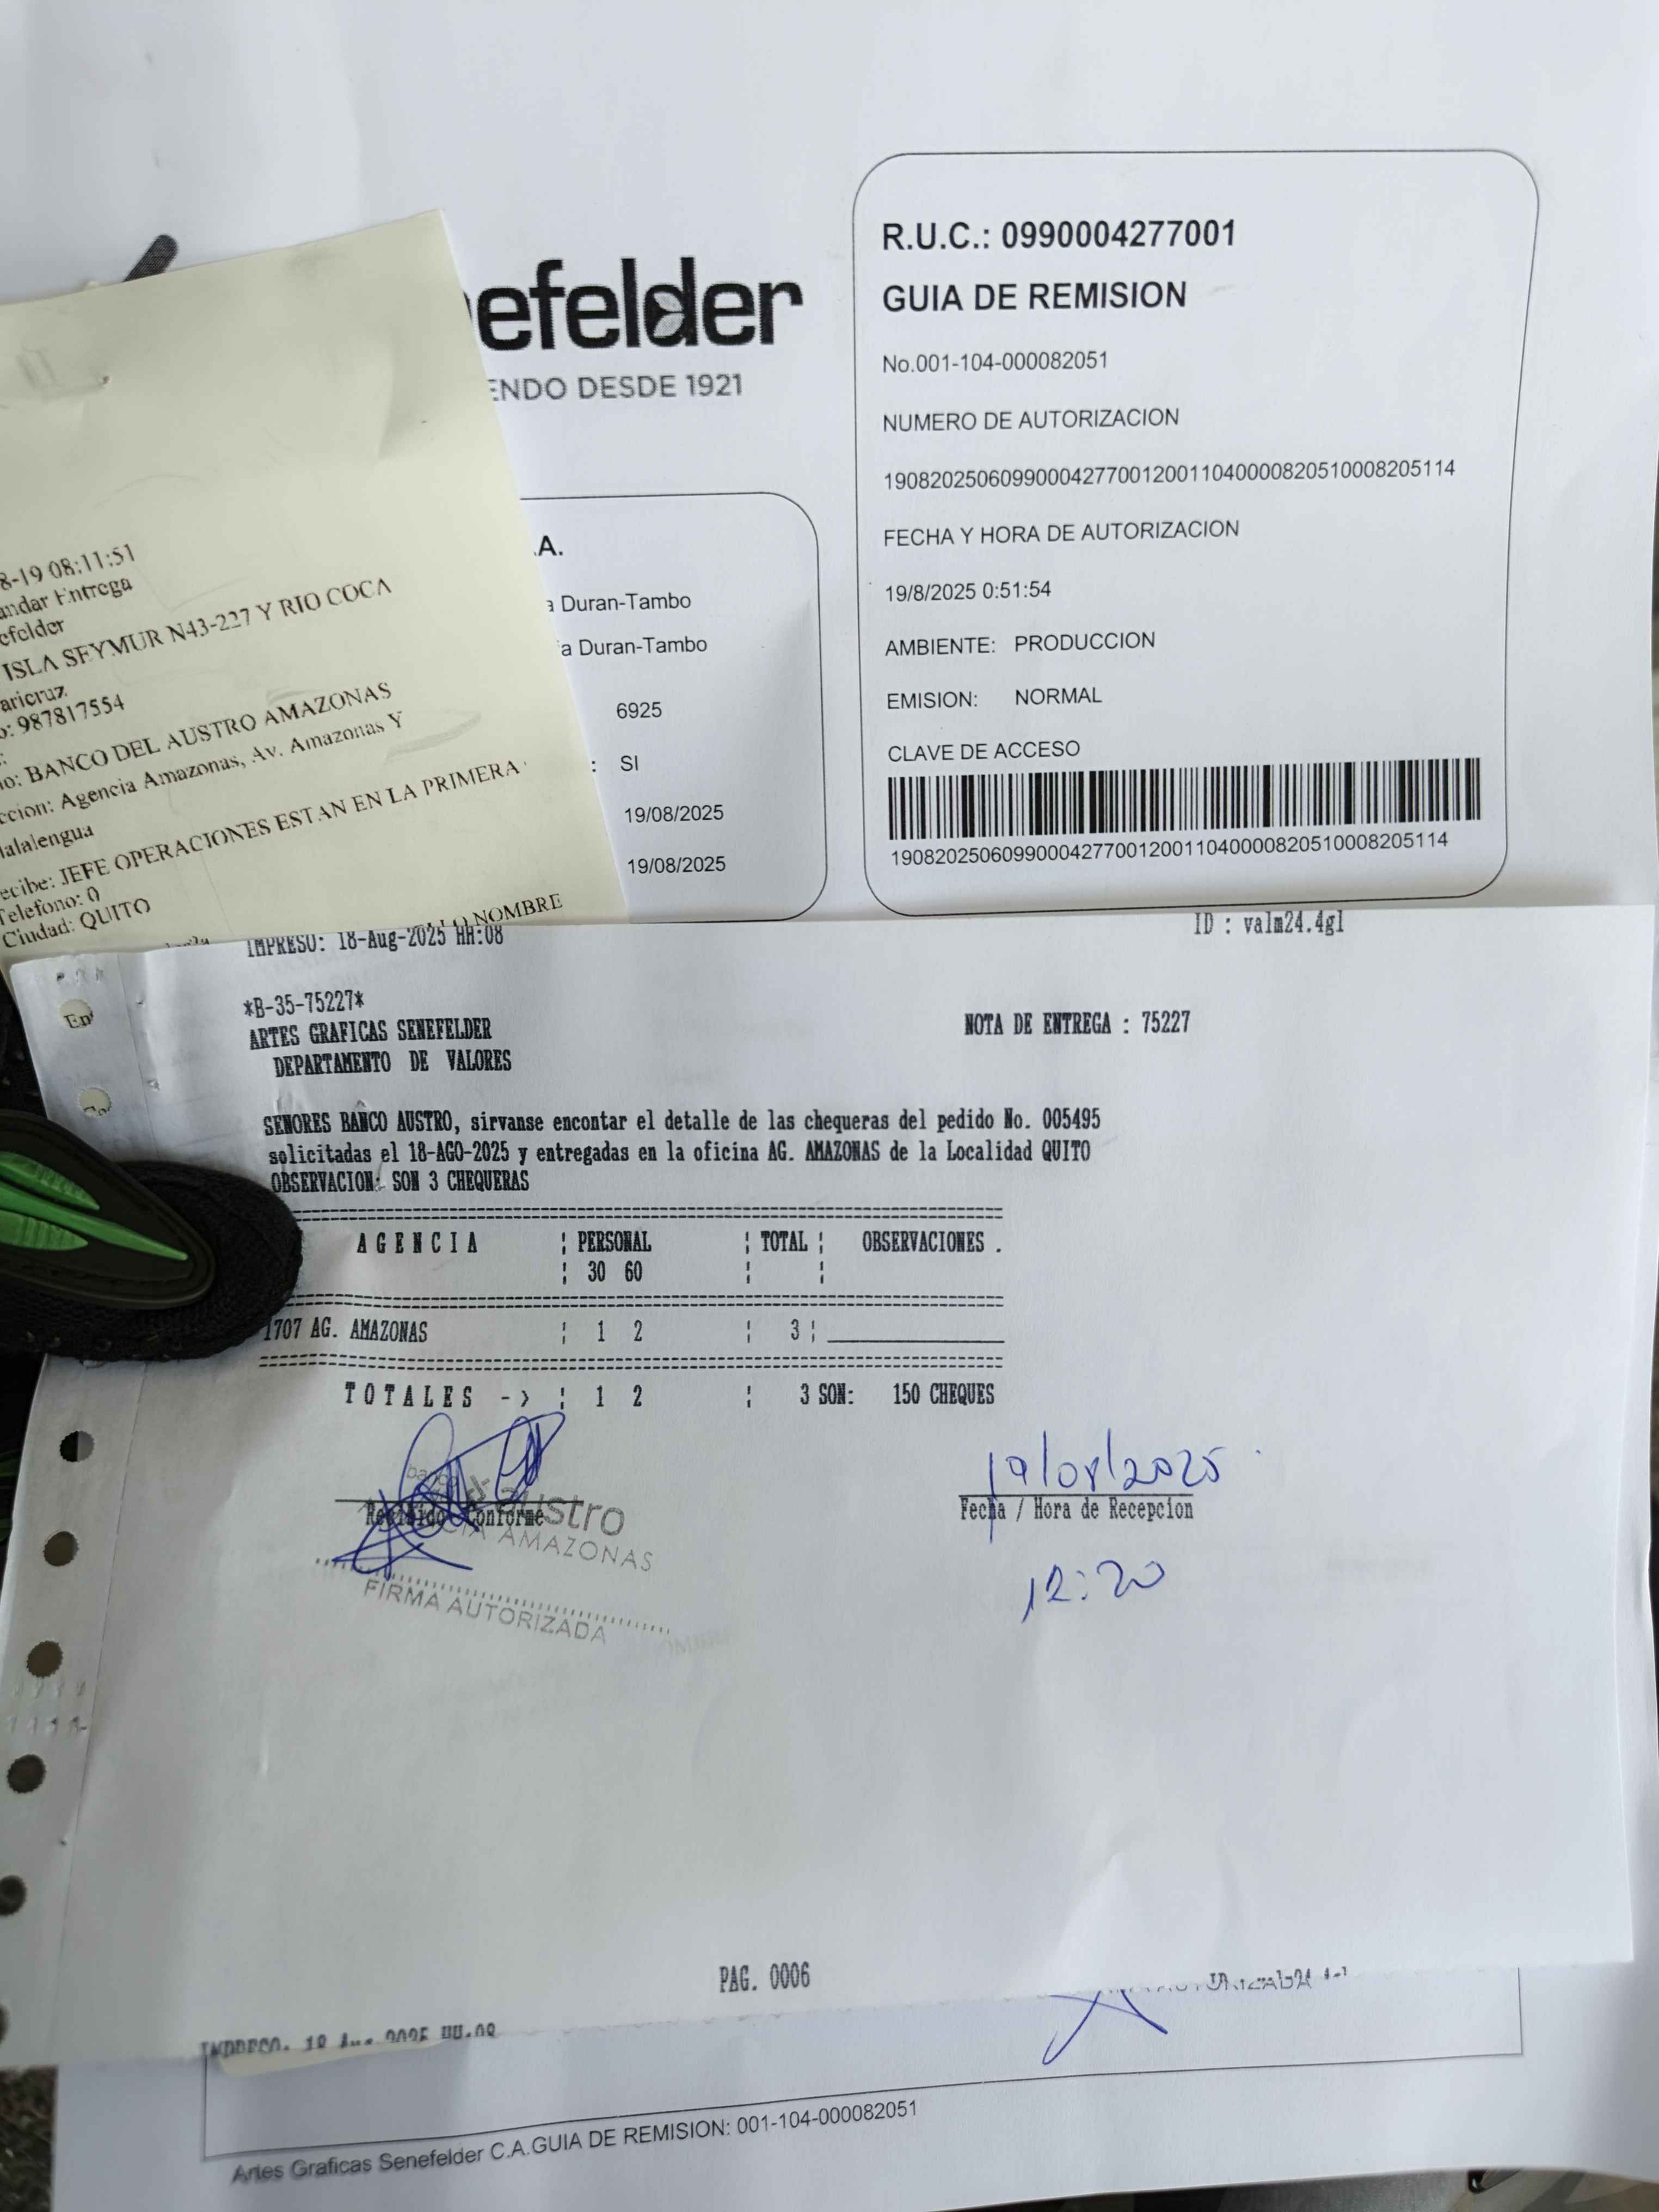 efelder
ENDO DESDE 1921
R.U.C.: 0990004277001
GUIA DE REMISION
No.001-104-000082051
NUMERO DE AUTORIZACION
1908202506099000427700120011040000820510008205114
FECHA Y HORA DE AUTORIZACION
19/8/2025 0:51:54
AMBIENTE: PRODUCCION
EMISION: NORMAL
CLAVE DE ACCESO
1908202506099000427700120011040000820510008205114
.A.
a Duran-Tambo
a Duran-Tambo
6925
: SI
19/08/2025
19/08/2025
8-19 08:11:51
andar Entrega
efelder
ISLA SEYMUR N43-227 Y RIO COCA
aricruz
o: 987817554
:
io: BANCO DEL AUSTRO AMAZONAS
ccion: Agencia Amazonas, Av. Amazonas Y
alalengua
ecibe: JEFE OPERACIONES ESTAN EN LA PRIMERA
Telefono: 0
Ciudad: QUITO
NOMBRE
IMPRESO: 18-Aug-2025 HH:08
ID : valm24.4gl
*B-35-75227*
ARTES GRAFICAS SENEFELDER
NOTA DE ENTREGA : 75227
DEPARTAMENTO DE VALORES
SENORES BANCO AUSTRO, sirvanse encontar el detalle de las chequeras del pedido No. 005495
solicitadas el 18-AGO-2025 y entregadas en la oficina AG. AMAZONAS de la Localidad QUITO
OBSERVACION: SON 3 CHEQUERAS
AGENCIA ¦ PERSONAL ¦ TOTAL ¦ OBSERVACIONES .
¦ 30 60 ¦ ¦
1707 AG. AMAZONAS ¦ 1 2 ¦ 3 ¦
TOTALES -> ¦ 1 2 ¦ 3 SON: 150 CHEQUES
19/08/2025
Recibido Conforme
Fecha / Hora de Recepcion
banco
austro
AMAZONAS
12:20
FIRMA AUTORIZADA
PAG. 0006
Artes Graficas Senefelder C.A.GUIA DE REMISION: 001-104-000082051